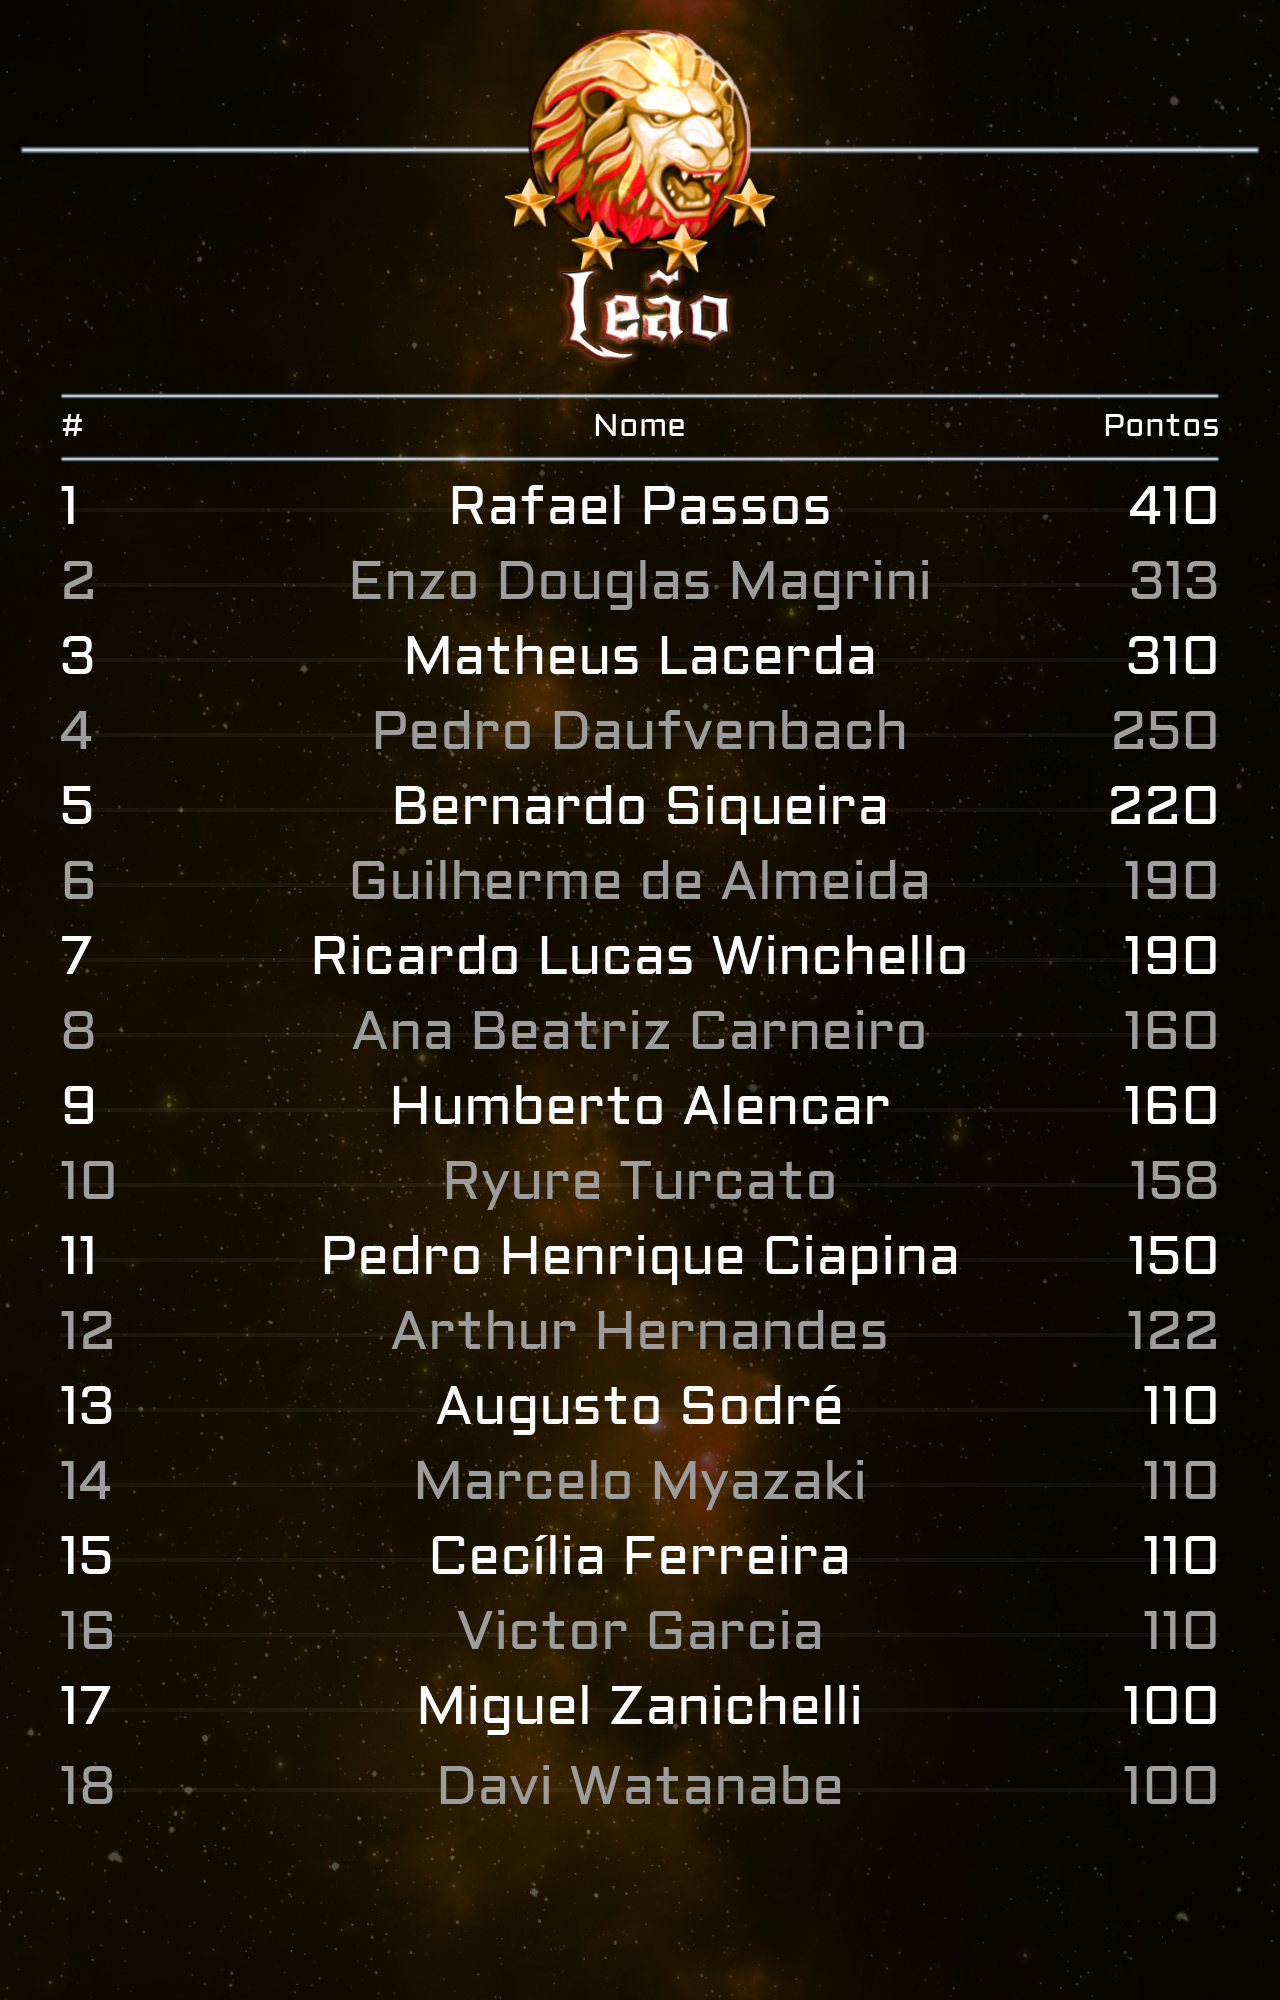 Leão
# Nome Pontos
1 Rafael Passos 410
2 Enzo Douglas Magrini 313
3 Matheus Lacerda 310
4 Pedro Daufvenbach 250
5 Bernardo Siqueira 220
6 Guilherme de Almeida 190
7 Ricardo Lucas Winchello 190
8 Ana Beatriz Carneiro 160
9 Humberto Alencar 160
10 Ryure Turcato 158
11 Pedro Henrique Ciapina 150
12 Arthur Hernandes 122
13 Augusto Sodré 110
14 Marcelo Myazaki 110
15 Cecília Ferreira 110
16 Victor Garcia 110
17 Miguel Zanichelli 100
18 Davi Watanabe 100